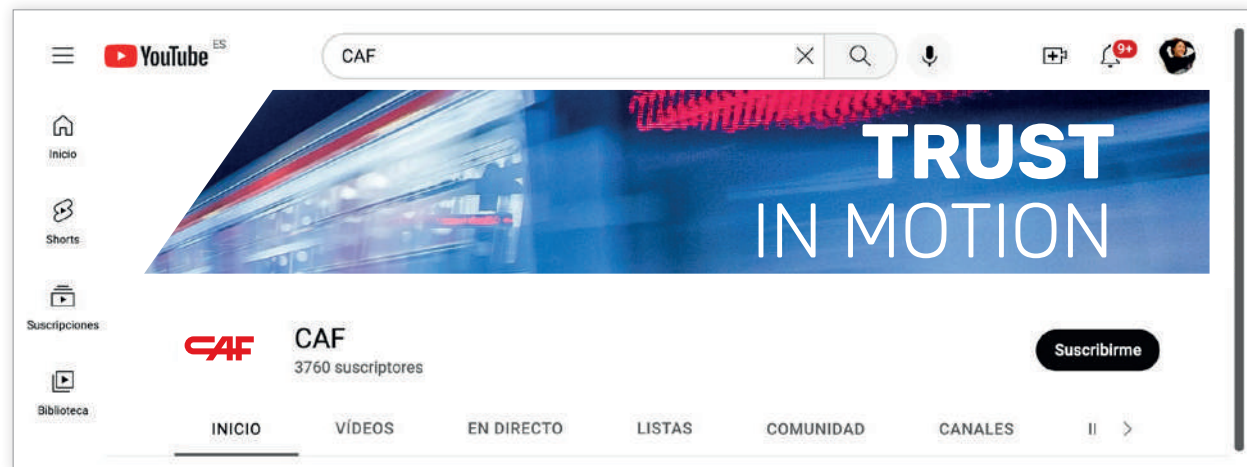 YouTube ES
CAF
9+
TRUST
IN MOTION
Inicio
Shorts
Suscripciones
Biblioteca
CAF
CAF
3760 suscriptores
Suscribirme
INICIO VÍDEOS EN DIRECTO LISTAS COMUNIDAD CANALES